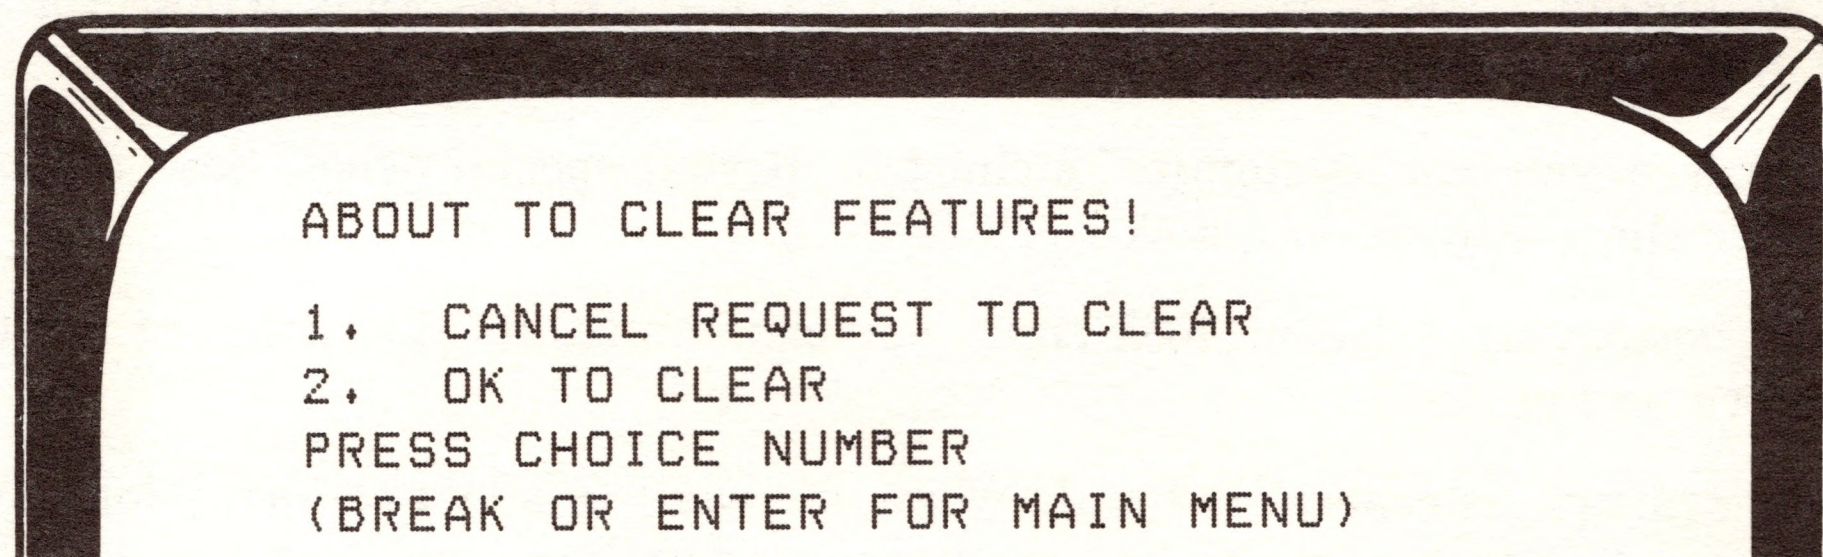 ABOUT TO CLEAR FEATURES!
1. CANCEL REQUEST TO CLEAR
2. OK TO CLEAR
PRESS CHOICE NUMBER
(BREAK OR ENTER FOR MAIN MENU)